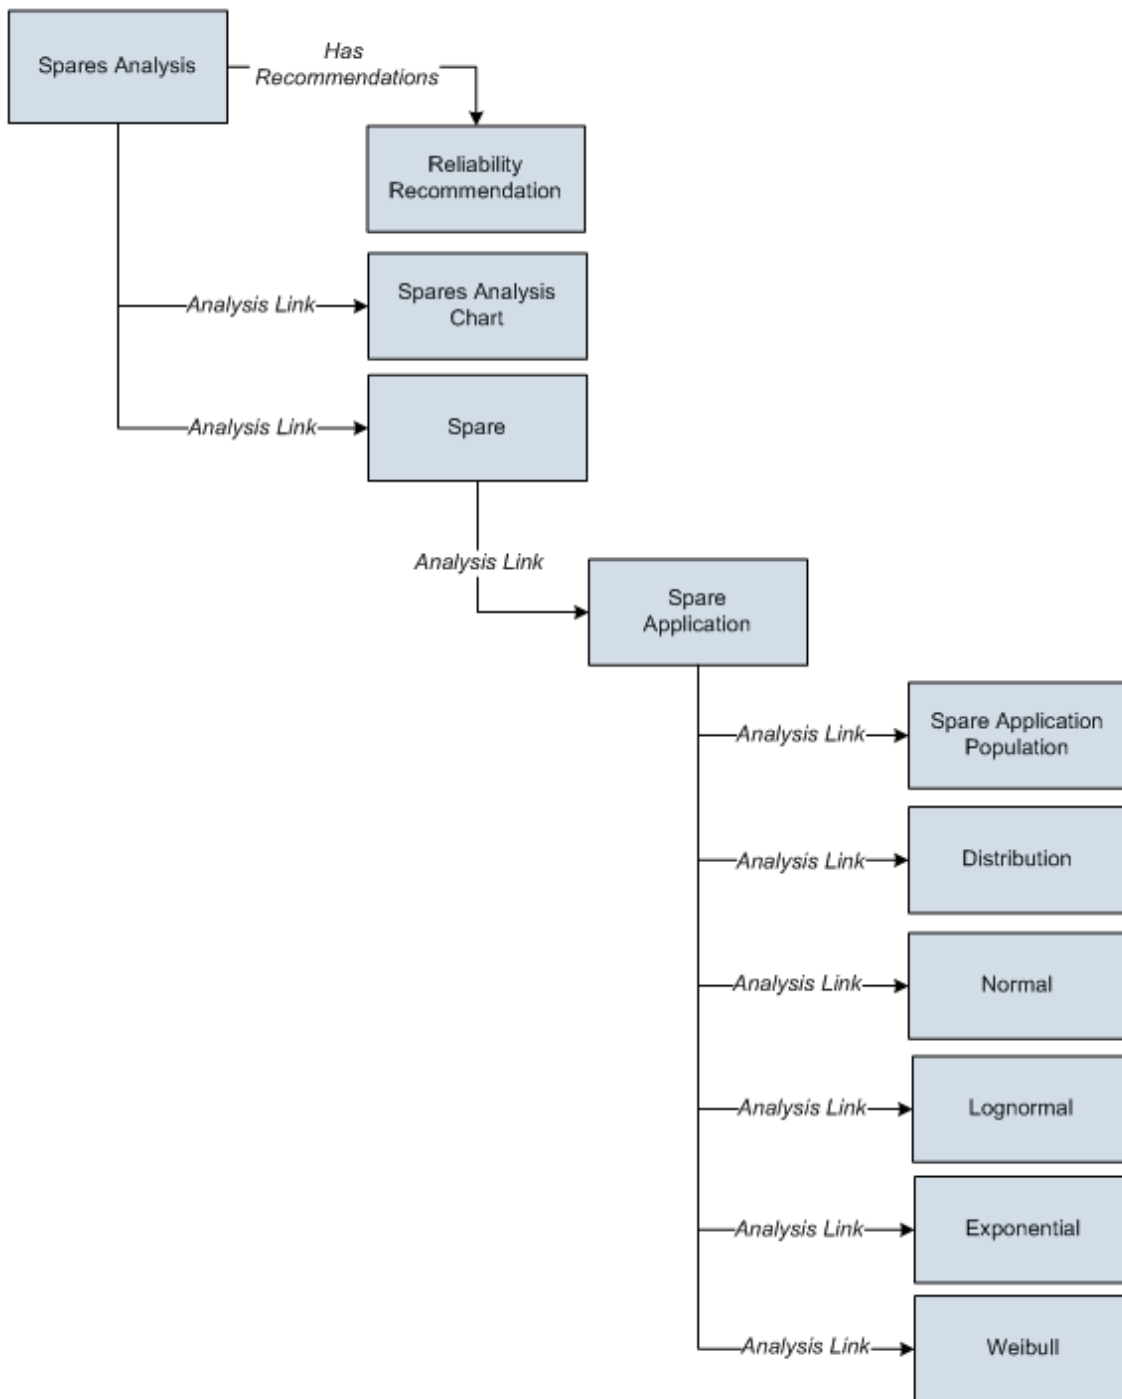 Spares Analysis
Has
Recommendations
Reliability
Recommendation
Analysis Link
Spares Analysis
Chart
Analysis Link
Spare
Analysis Link
Spare
Application
Analysis Link
Spare Application
Population
Analysis Link
Distribution
Analysis Link
Normal
Analysis Link
Lognormal
Analysis Link
Exponential
Analysis Link
Weibull